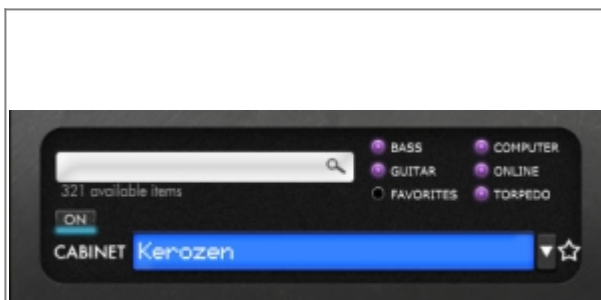 BASS COMPUTER
GUITAR ONLINE
321 available items FAVORITES TORPEDO
ON
CABINET Kerozen